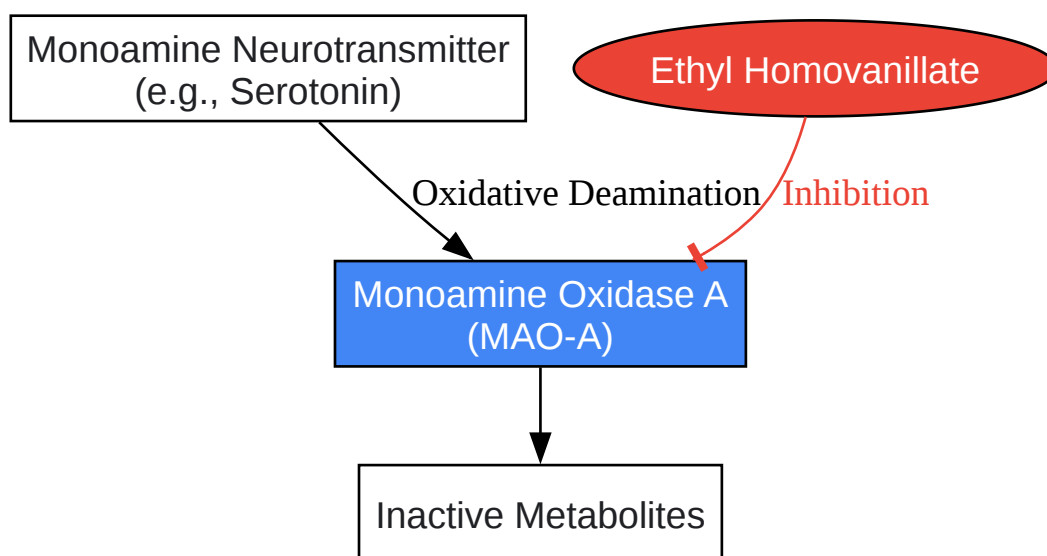 Monoamine Neurotransmitter
(e.g., Serotonin)
Ethyl Homovanillate
Oxidative Deamination
Inhibition
Monoamine Oxidase A
(MAO-A)
Inactive Metabolites